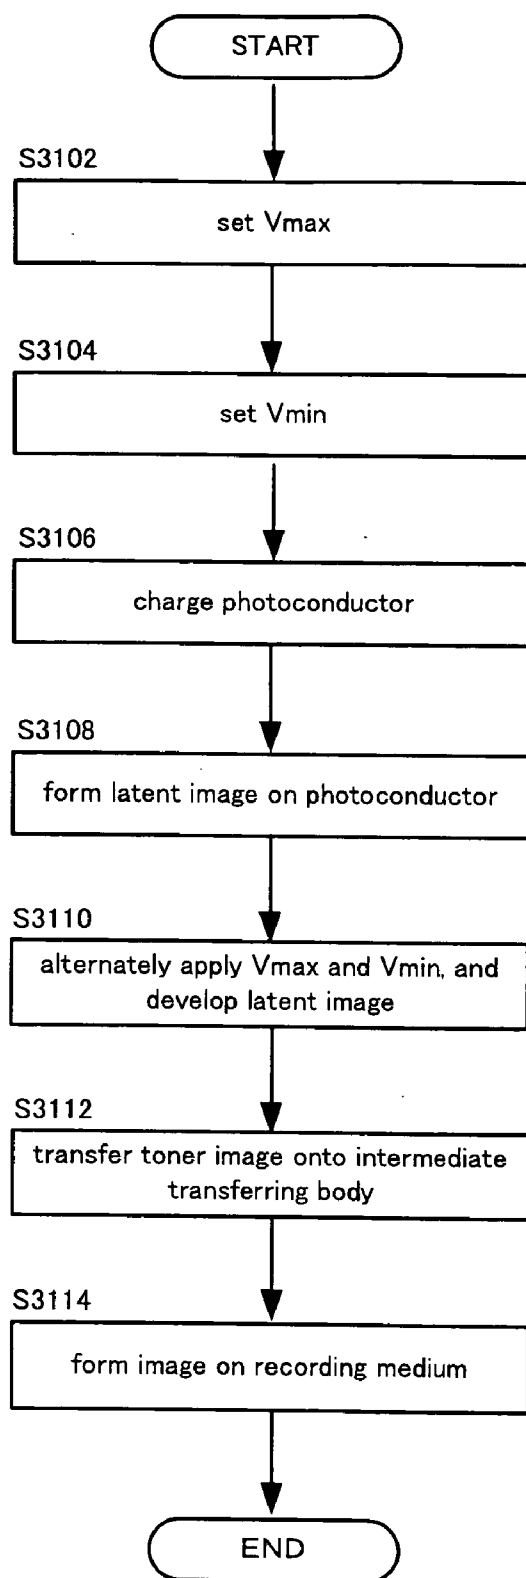 START
S3102
set Vmax
S3104
set Vmin
S3106
charge photoconductor
S3108
form latent image on photoconductor
S3110
alternately apply Vmax and Vmin, and
develop latent image
S3112
transfer toner image onto intermediate
transferring body
S3114
form image on recording medium
END